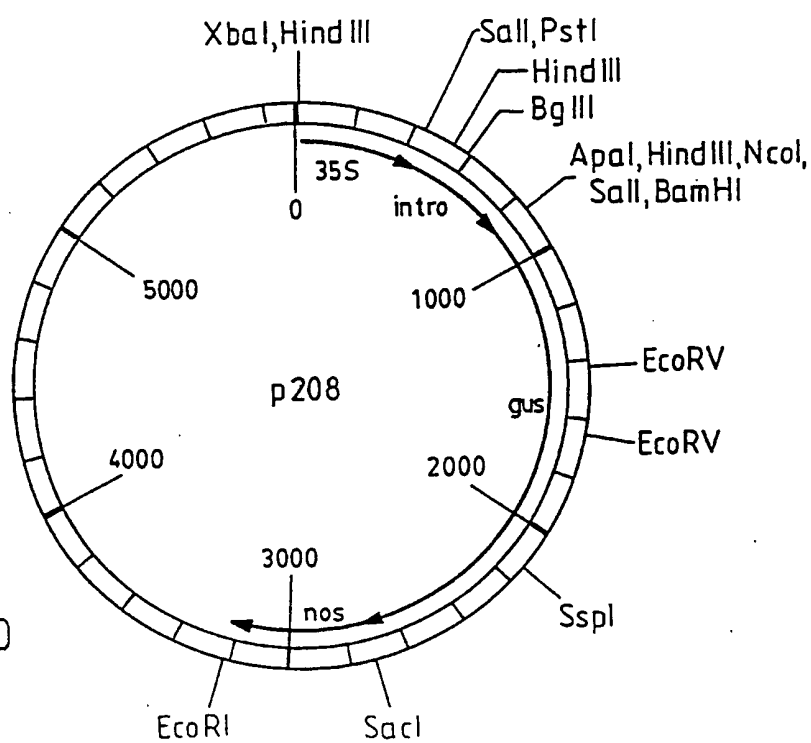 XbaI,HindIII
SalI,PstI
HindIII
BglII
ApaI,HindIII,NcoI,
SalI,BamHI
35S
intro
0
1000
5000
EcoRV
p208
gus
EcoRV
4000
2000
3000
nos
SspI
EcoRI
SacI